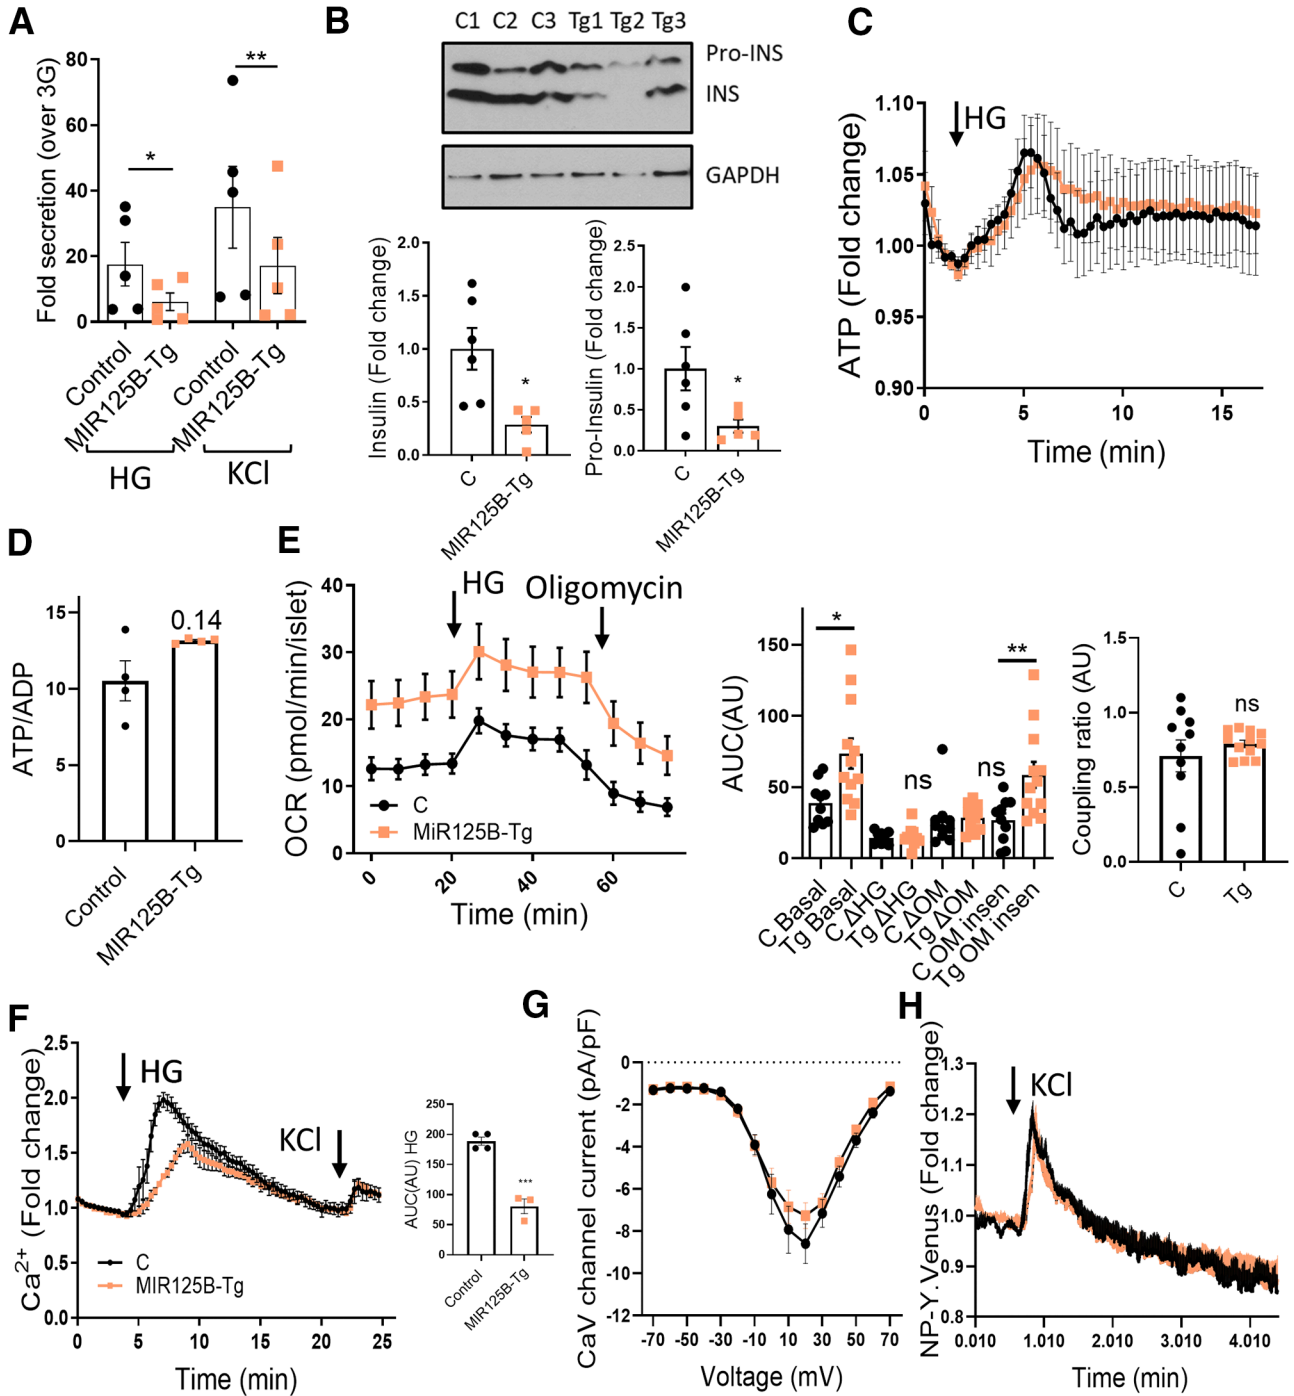 A
Fold secretion (over 3G)
80
60
40
20
0
**
*
Control
MIR125B-Tg
Control
MIR125B-Tg
HG
KCl
B
C1 C2 C3 Tg1 Tg2 Tg3
Pro-INS
INS
GAPDH
Insulin (Fold change)
2.0
1.5
1.0
0.5
0.0
*
C
MIR125B-Tg
Pro-Insulin (Fold change)
2.5
2.0
1.5
1.0
0.5
0.0
*
C
MIR125B-Tg
C
ATP (Fold change)
1.10
1.05
1.00
0.95
0.90
HG
0 5 10 15
Time (min)
D
ATP/ADP
15
10
5
0
0.14
Control
MIR125B-Tg
E
OCR (pmol/min/islet)
40
30
20
10
0
HG
Oligomycin
C
MiR125B-Tg
0 20 40 60
Time (min)
AUC(AU)
150
100
50
0
*
ns
ns
**
C Basal
Tg Basal
C ΔHG
Tg ΔHG
C ΔOM
Tg ΔOM
C OM insen
Tg OM insen
Coupling ratio (AU)
1.5
1.0
0.5
0.0
ns
C
Tg
F
Ca2+ (Fold change)
2.5
2.0
1.5
1.0
0.5
0.0
HG
KCl
C
MIR125B-Tg
0 5 10 15 20 25
Time (min)
AUC(AU) HG
250
200
150
100
50
0
***
Control
MIR125B-Tg
G
CaV channel current (pA/pF)
0
-2
-4
-6
-8
-10
-12
-70 -50 -30 -10 10 30 50 70
Voltage (mV)
H
NP-Y.Venus (Fold change)
1.3
1.2
1.1
1.0
0.9
0.8
KCl
0.010 1.010 2.010 3.010 4.010
Time (min)